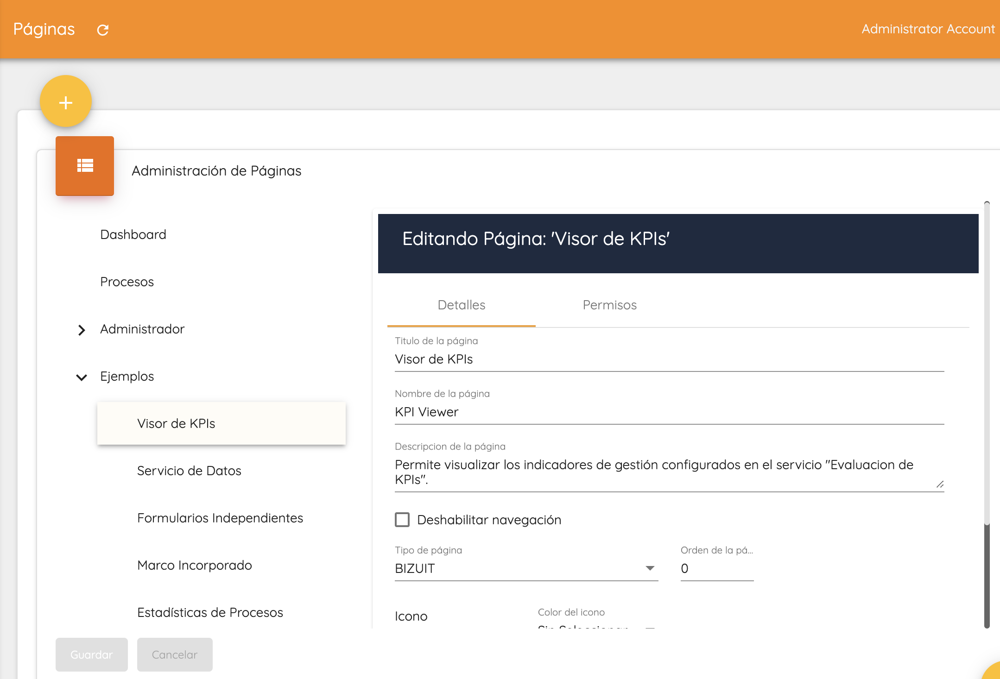 Páginas
Administrator Account
Administración de Páginas
Dashboard
Procesos
Administrador
Ejemplos
Visor de KPIs
Servicio de Datos
Formularios Independientes
Marco Incorporado
Estadísticas de Procesos
Guardar
Cancelar
Editando Página: 'Visor de KPIs'
Detalles
Permisos
Titulo de la página
Visor de KPIs
Nombre de la página
KPI Viewer
Descripcion de la página
Permite visualizar los indicadores de gestión configurados en el servicio "Evaluacion de
KPIs".
Deshabilitar navegación
Tipo de página
BIZUIT
Orden de la pá...
0
Icono
Color del icono
Sin Seleccionar